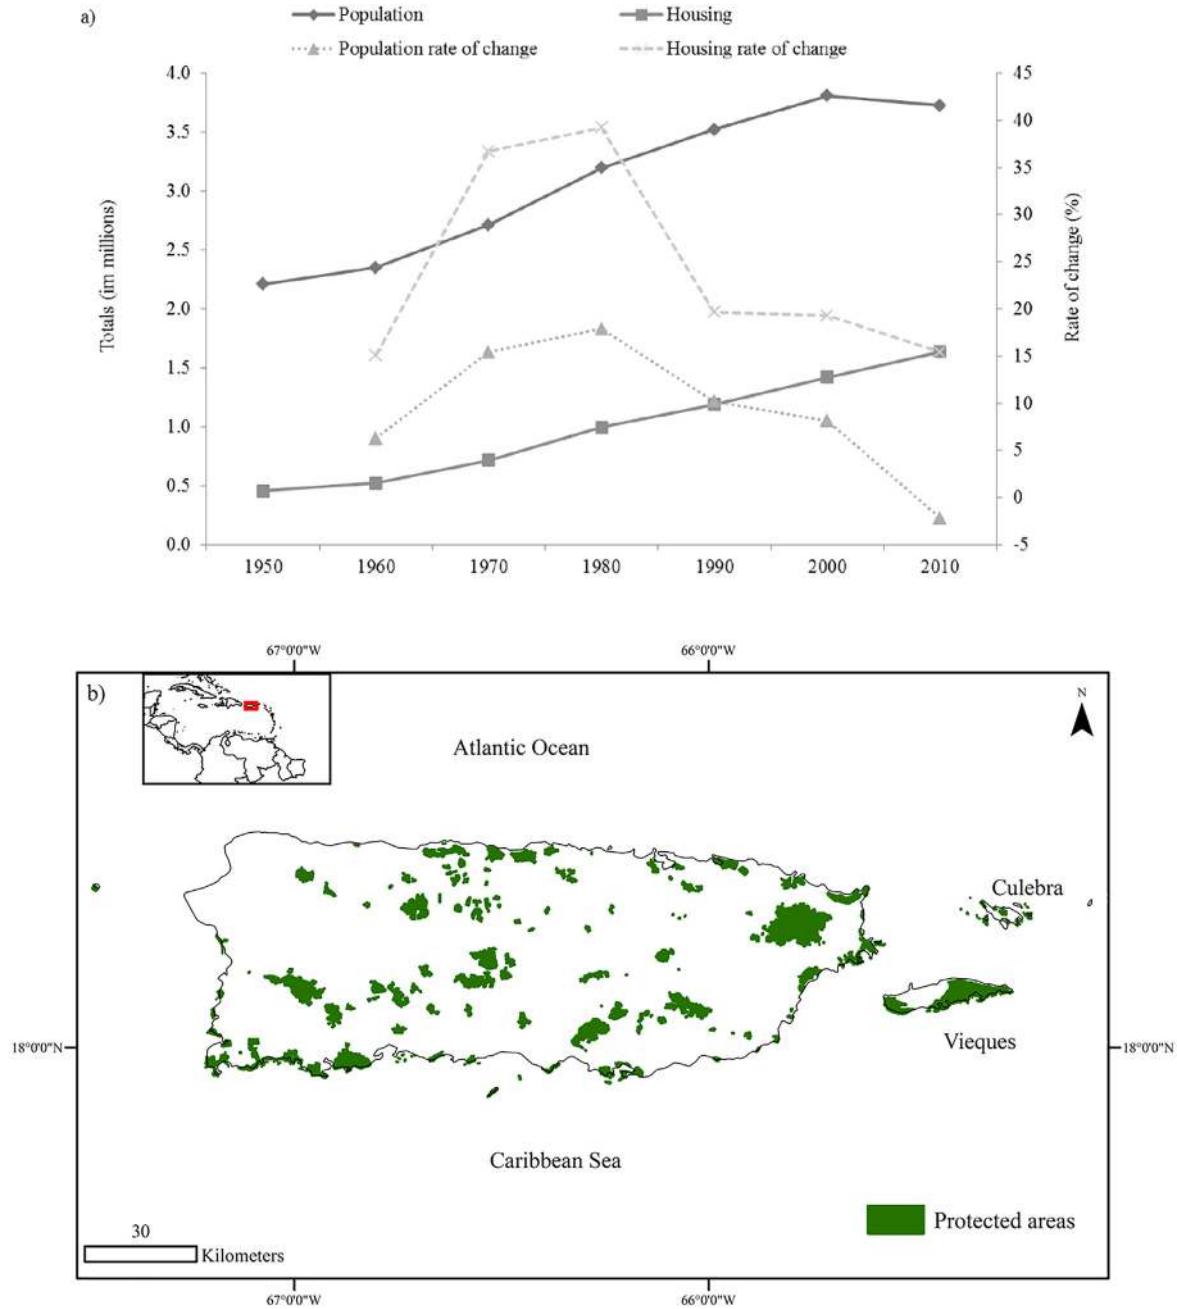 a)
Population
Housing
Population rate of change
Housing rate of change
4.0
3.5
3.0
2.5
2.0
1.5
1.0
0.5
0.0
Totals (im millions)
45
40
35
30
25
20
15
10
5
0
-5
Rate of change (%)
1950 1960 1970 1980 1990 2000 2010
67°0'0"W 66°0'0"W
b)
N
Atlantic Ocean
Culebra
Vieques
18°0'0"N 18°0'0"N
Caribbean Sea
Protected areas
30
Kilometers
67°0'0"W 66°0'0"W